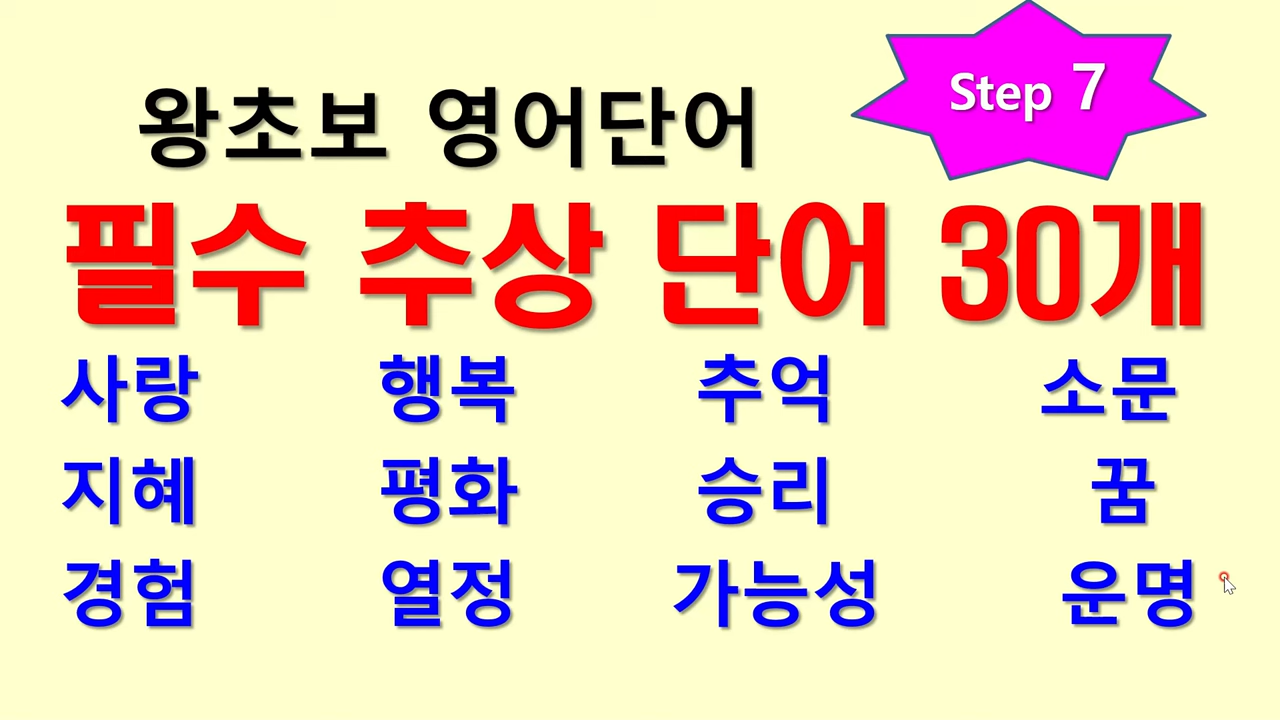 Step 7
왕초보 영어단어
필수 추상 단어 30개
사랑 행복 추억 소문
지혜 평화 승리 꿈
경험 열정 가능성 운명